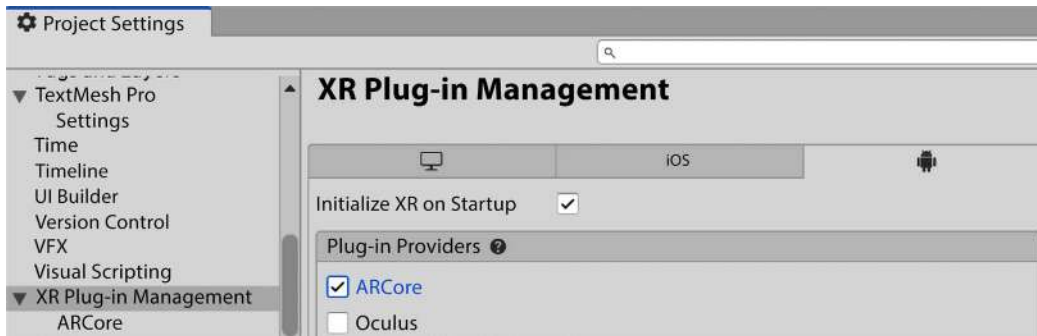 Project Settings
TextMesh Pro
Settings
Time
Timeline
UI Builder
Version Control
VFX
Visual Scripting
XR Plug-in Management
ARCore
XR Plug-in Management
iOS
Initialize XR on Startup
Plug-in Providers
ARCore
Oculus